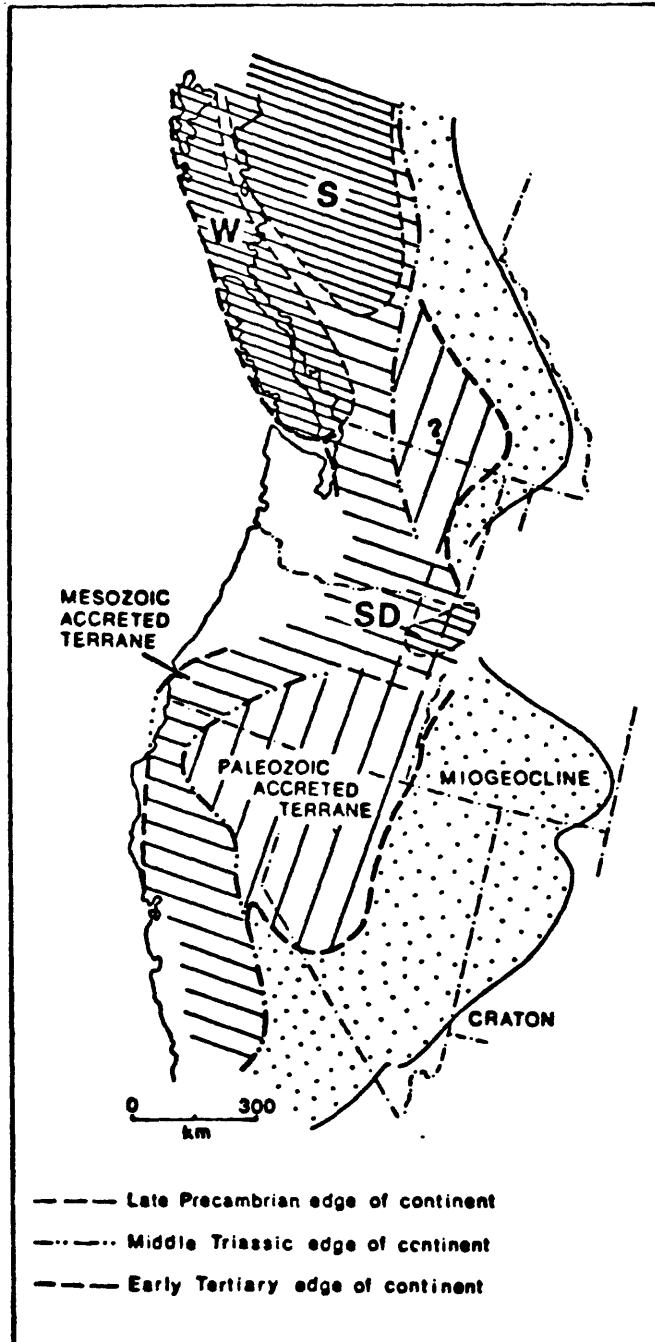 S
W
?
MESOZOIC
ACCRETED
TERRANE
SD
PALEOZOIC
ACCRETED
TERRANE
MIOGEOCLINE
CRATON
0 300
km
Late Precambrian edge of continent
Middle Triassic edge of continent
Early Tertiary edge of continent